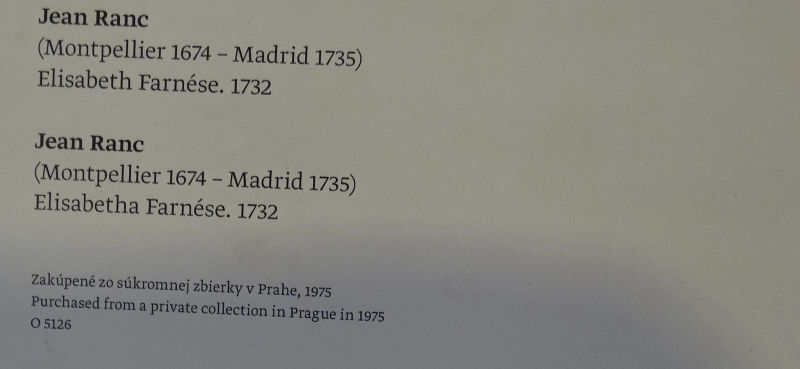 Jean Ranc
(Montpellier 1674 – Madrid 1735)
Elisabeth Farnése. 1732
Jean Ranc
(Montpellier 1674 – Madrid 1735)
Elisabetha Farnése. 1732
Zakúpené zo súkromnej zbierky v Prahe, 1975
Purchased from a private collection in Prague in 1975
O 5126